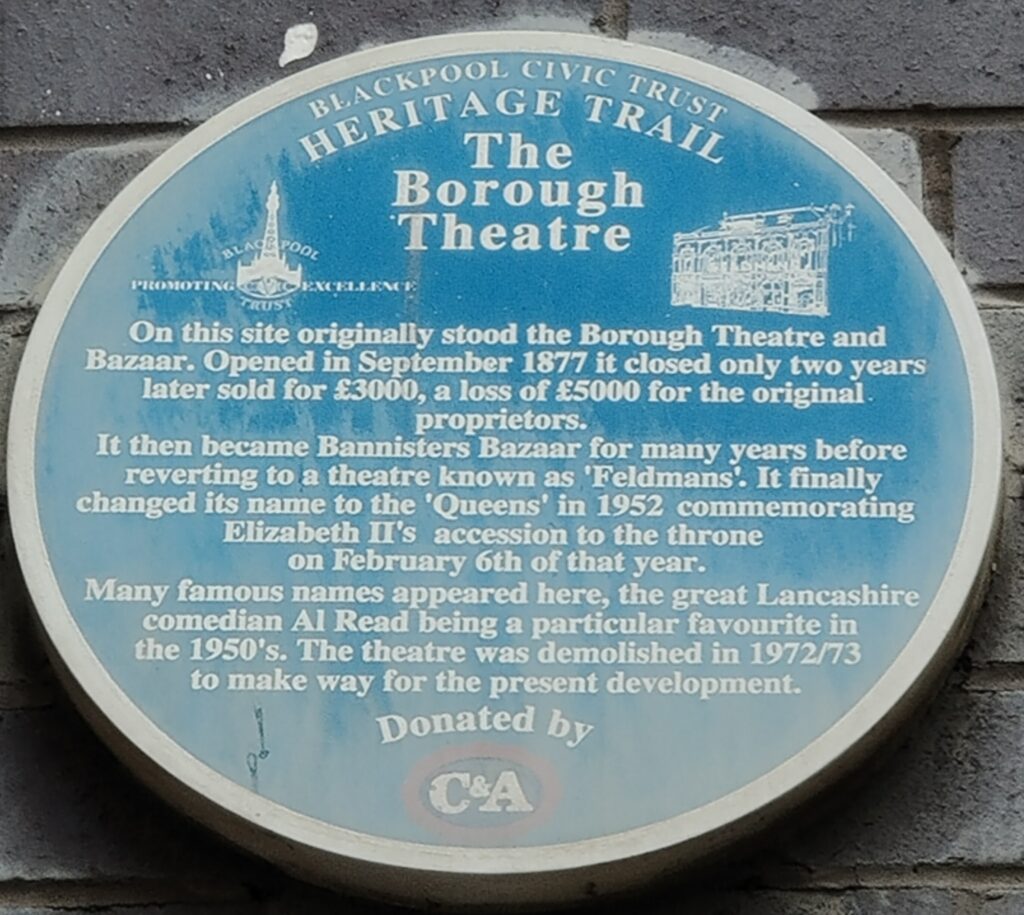 BLACKPOOL CIVIC TRUST
HERITAGE TRAIL
The
Borough
Theatre
BLACKPOOL
PROMOTING CIVIC EXCELLENCE
TRUST
On this site originally stood the Borough Theatre and
Bazaar. Opened in September 1877 it closed only two years
later sold for £3000, a loss of £5000 for the original
proprietors.
It then became Bannisters Bazaar for many years before
reverting to a theatre known as 'Feldmans'. It finally
changed its name to the 'Queens' in 1952 commemorating
Elizabeth II's accession to the throne
on February 6th of that year.
Many famous names appeared here, the great Lancashire
comedian Al Read being a particular favourite in
the 1950's. The theatre was demolished in 1972/73
to make way for the present development.
Donated by
C&A